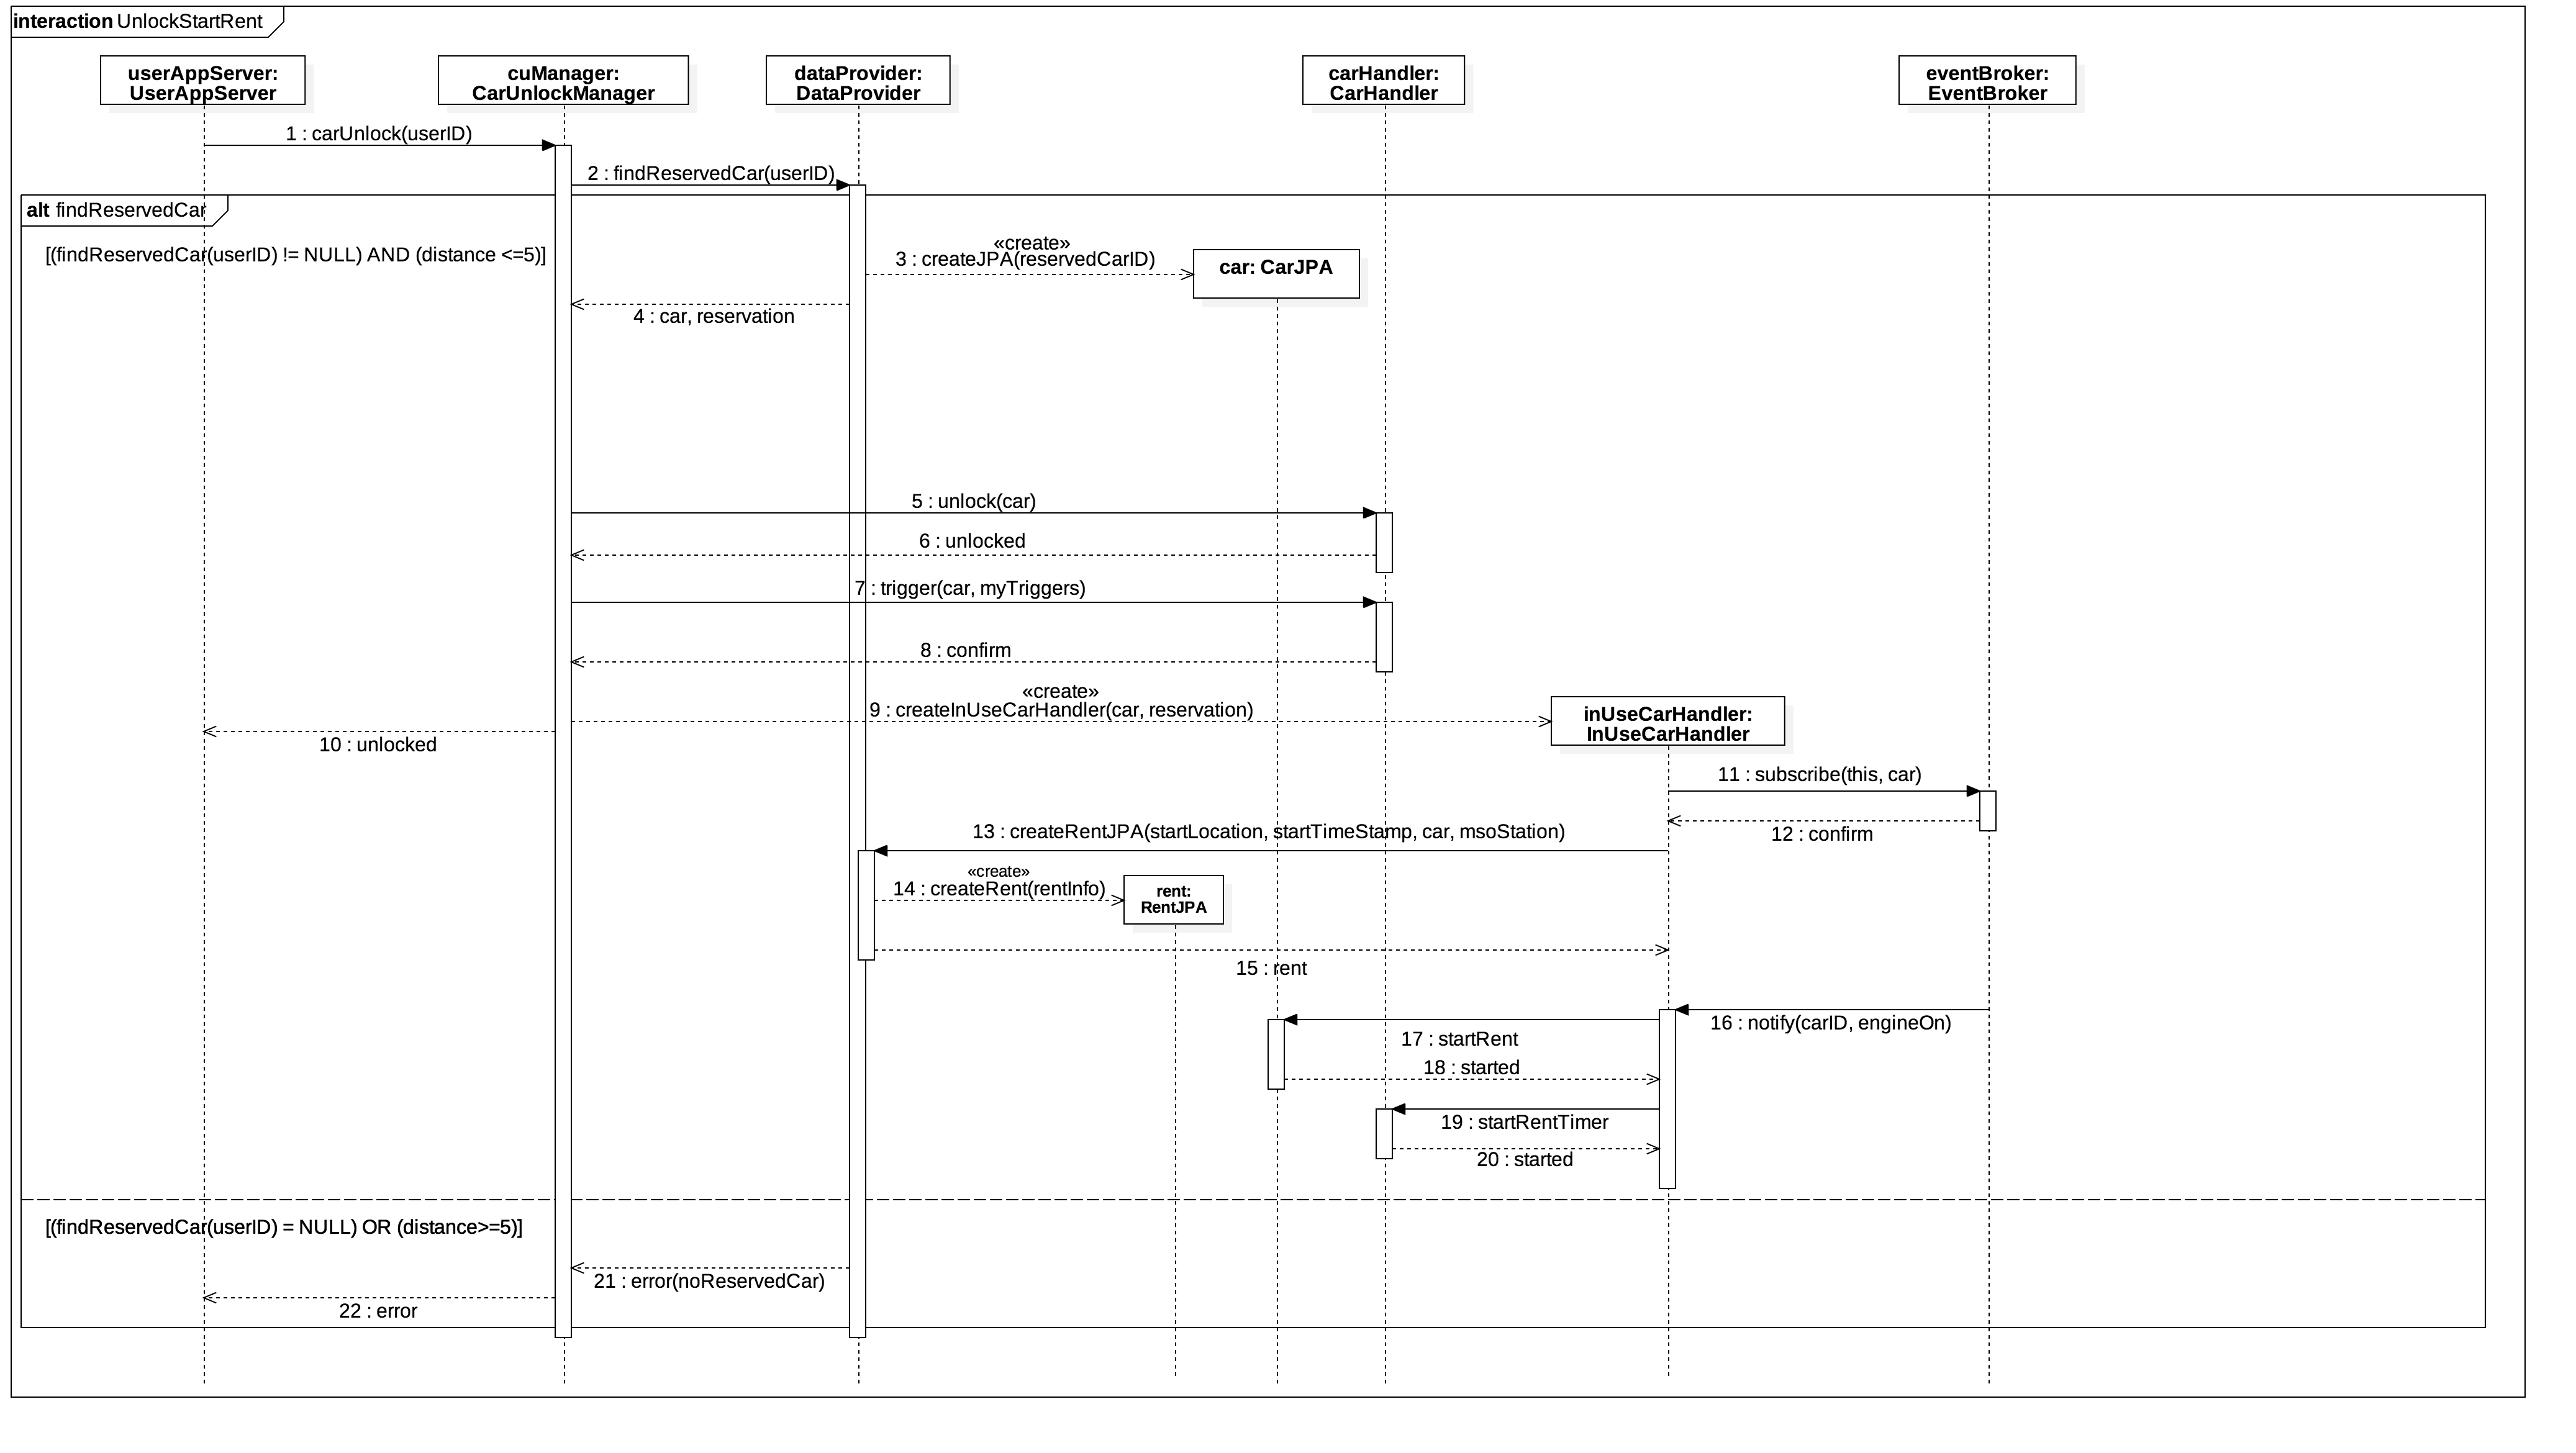 interaction UnlockStartRent
userAppServer:
UserAppServer
cuManager:
CarUnlockManager
dataProvider:
DataProvider
carHandler:
CarHandler
eventBroker:
EventBroker
1 : carUnlock(userID)
2 : findReservedCar(userID)
alt findReservedCar
[(findReservedCar(userID) != NULL) AND (distance <=5)]
«create»
3 : createJPA(reservedCarID)
car: CarJPA
4 : car, reservation
5 : unlock(car)
6 : unlocked
7 : trigger(car, myTriggers)
8 : confirm
«create»
9 : createInUseCarHandler(car, reservation)
inUseCarHandler:
InUseCarHandler
10 : unlocked
11 : subscribe(this, car)
12 : confirm
13 : createRentJPA(startLocation, startTimeStamp, car, msoStation)
«create»
14 : createRent(rentInfo)
rent:
RentJPA
15 : rent
16 : notify(carID, engineOn)
17 : startRent
18 : started
19 : startRentTimer
20 : started
[(findReservedCar(userID) = NULL) OR (distance>=5)]
21 : error(noReservedCar)
22 : error